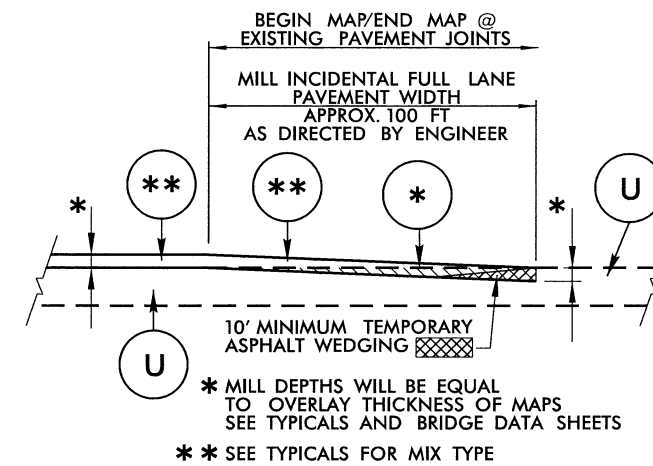 BEGIN MAP/END MAP @
EXISTING PAVEMENT JOINTS
MILL INCIDENTAL FULL LANE
PAVEMENT WIDTH
APPROX. 100 FT
AS DIRECTED BY ENGINEER
**
**
*
*
*
U
U
10' MINIMUM TEMPORARY
ASPHALT WEDGING
* MILL DEPTHS WILL BE EQUAL
TO OVERLAY THICKNESS OF MAPS
SEE TYPICALS AND BRIDGE DATA SHEETS
** SEE TYPICALS FOR MIX TYPE